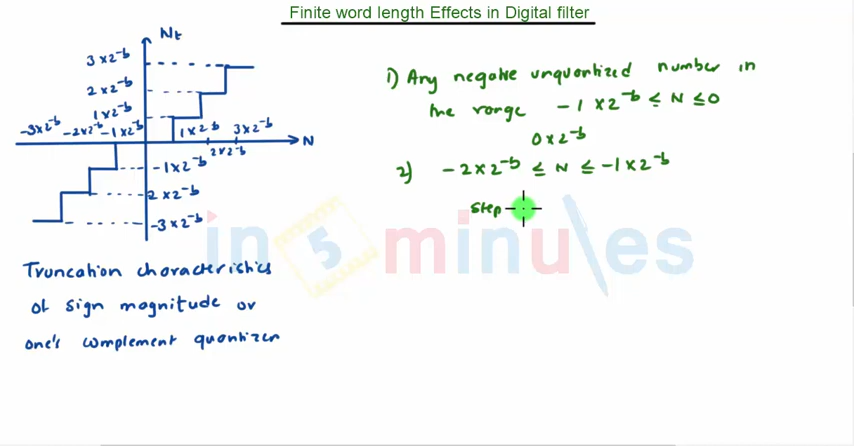 Finite word length Effects in Digital filter
Nt
3 x 2^-b
2 x 2^-b
1 x 2^-b
-3 x 2^-b -2 x 2^-b -1 x 2^-b 1 x 2^-b 3 x 2^-b N
2 x 2^-b
-1 x 2^-b
2 x 2^-b
-3 x 2^-b
Truncation characteristics
of sign magnitude or
one's complement quantizer
1) Any negative unquantized number in
the range -1 x 2^-b ≤ N ≤ 0
0 x 2^-b
2) -2 x 2^-b ≤ N ≤ -1 x 2^-b
Step
in 5 minutes